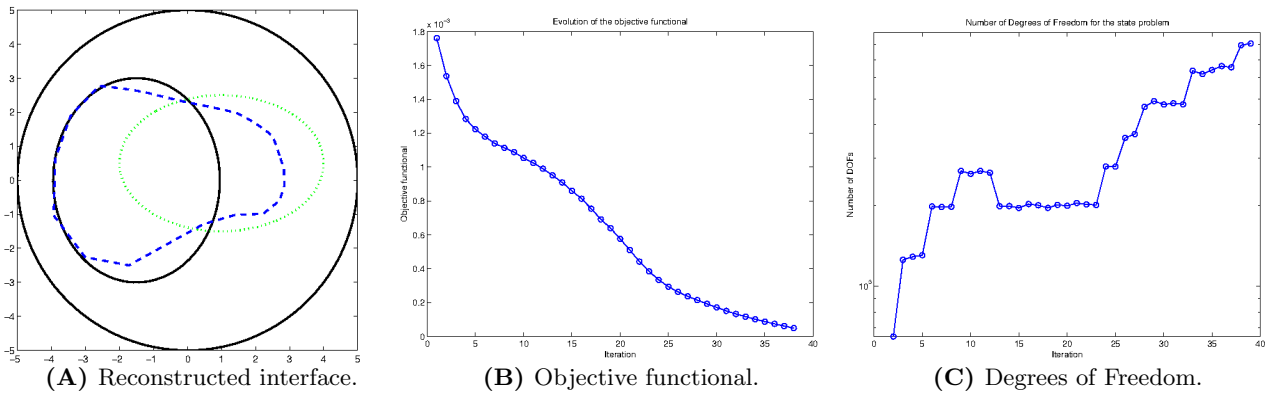 5
4
3
2
1
0
−1
−2
−3
−4
−5
−5 −4 −3 −2 −1 0 1 2 3 4 5
(A) Reconstructed interface.
Evolution of the objective functional
x 10⁻³
1.8
1.6
1.4
1.2
1
0.8
0.6
0.4
0.2
0
Objective functional
0 5 10 15 20 25 30 35 40
Iteration
(B) Objective functional.
Number of Degrees of Freedom for the state problem
Number of DOFs
10³
0 5 10 15 20 25 30 35 40
Iteration
(C) Degrees of Freedom.